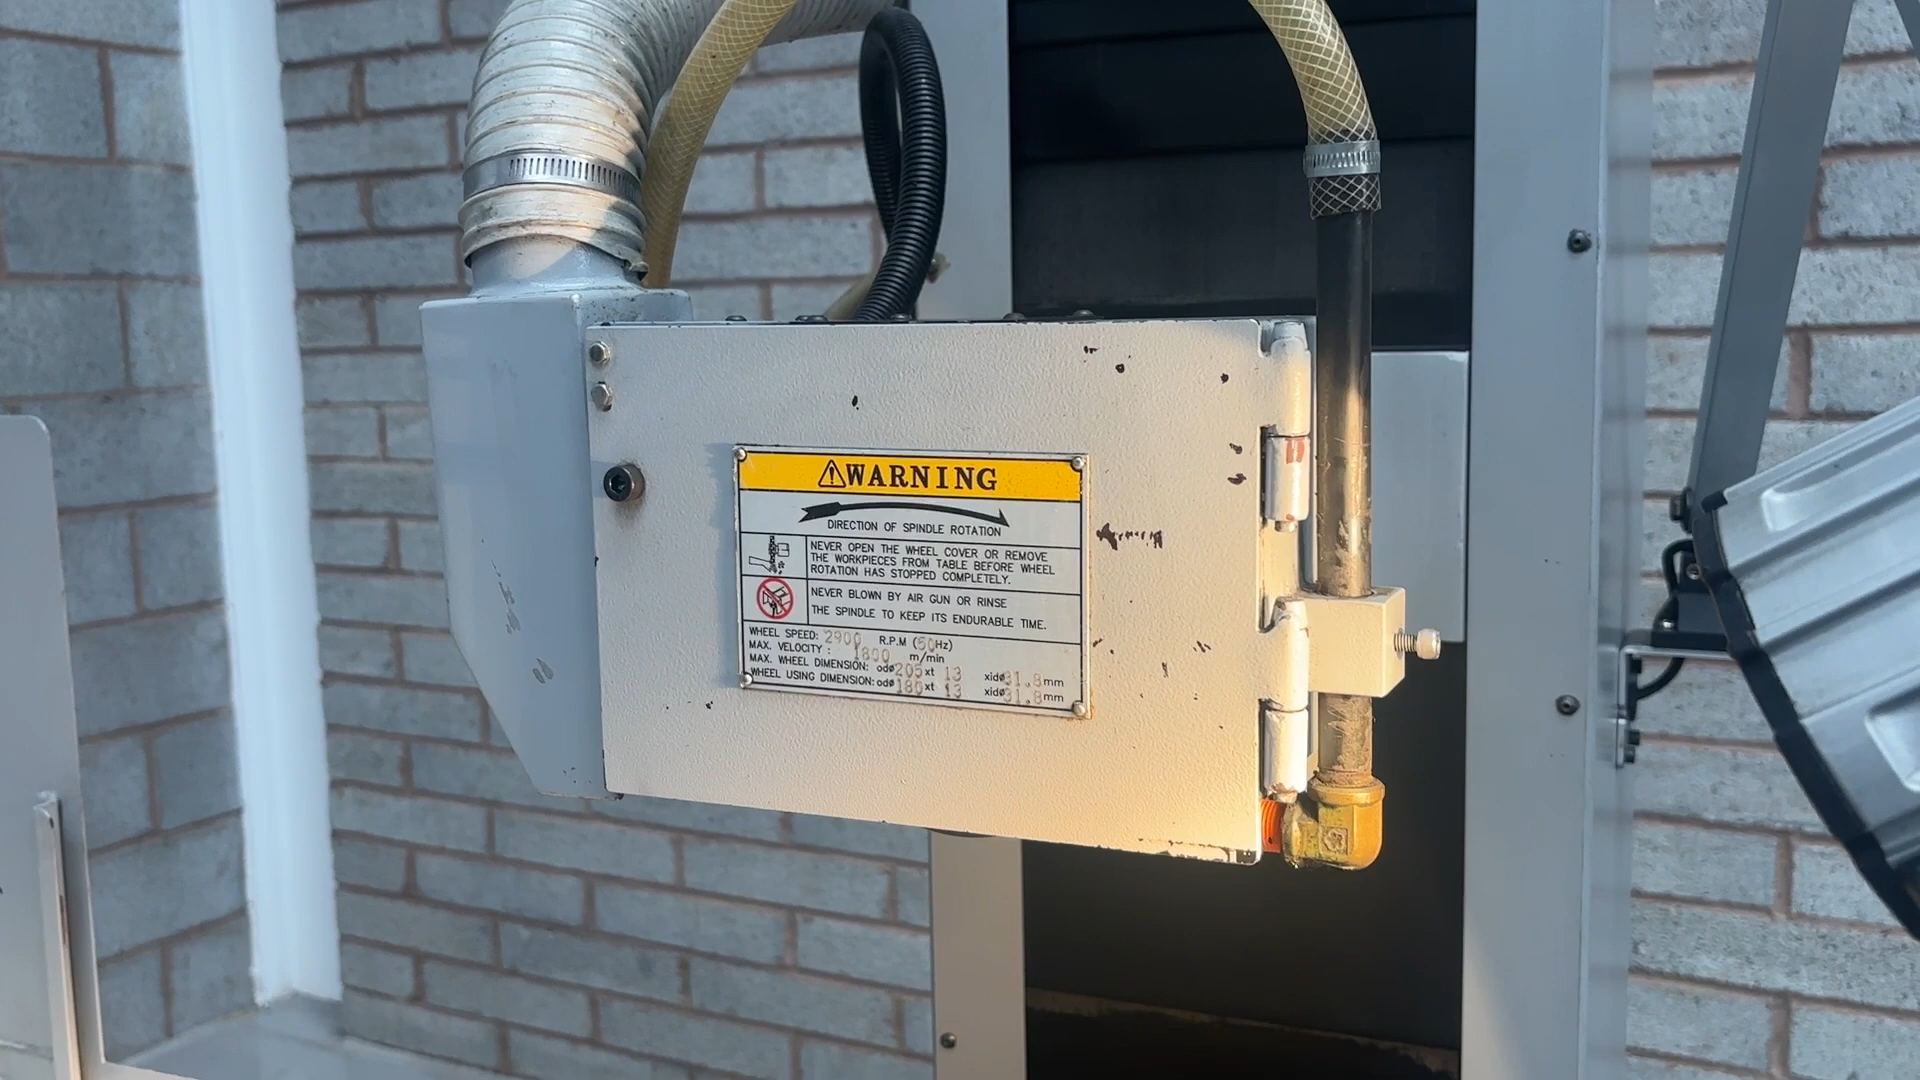 ⚠WARNING
DIRECTION OF SPINDLE ROTATION
NEVER OPEN THE WHEEL COVER OR REMOVE
THE WORKPIECES FROM TABLE BEFORE WHEEL
ROTATION HAS STOPPED COMPLETELY.
NEVER BLOWN BY AIR GUN OR RINSE
THE SPINDLE TO KEEP ITS ENDURABLE TIME.
WHEEL SPEED: 2900 R.P.M (50Hz)
MAX. VELOCITY : 1800 m/min
MAX. WHEEL DIMENSION: odø205xt 13 xidø31.8mm
WHEEL USING DIMENSION: odø180xt 13 xidø31.8mm